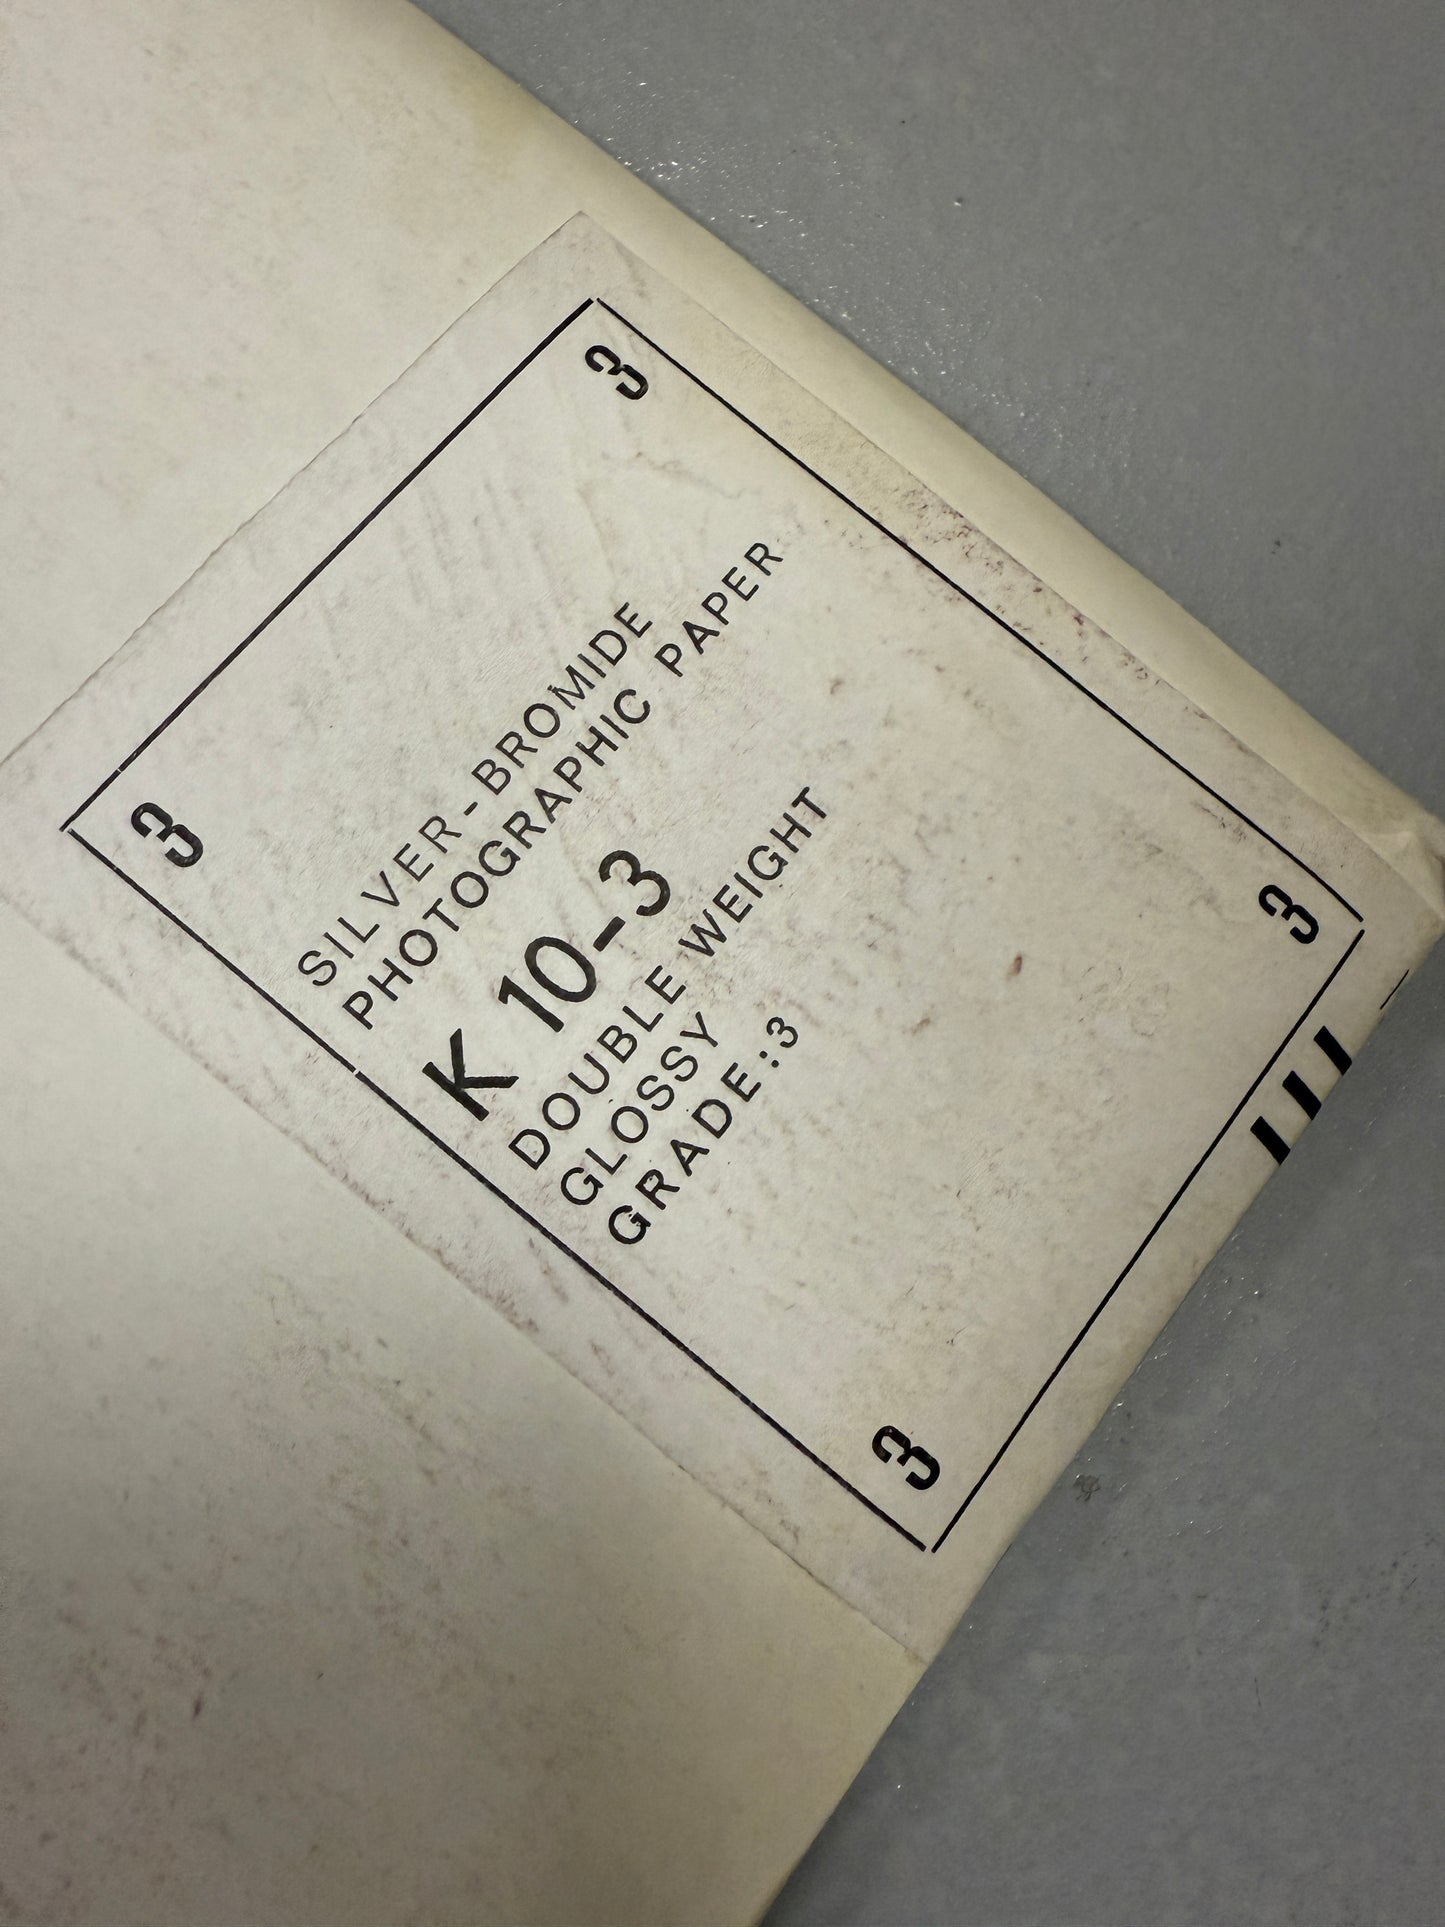 3
3
SILVER-BROMIDE
PHOTOGRAPHIC PAPER
K 10-3
DOUBLE WEIGHT
GLOSSY
GRADE:3
3
3